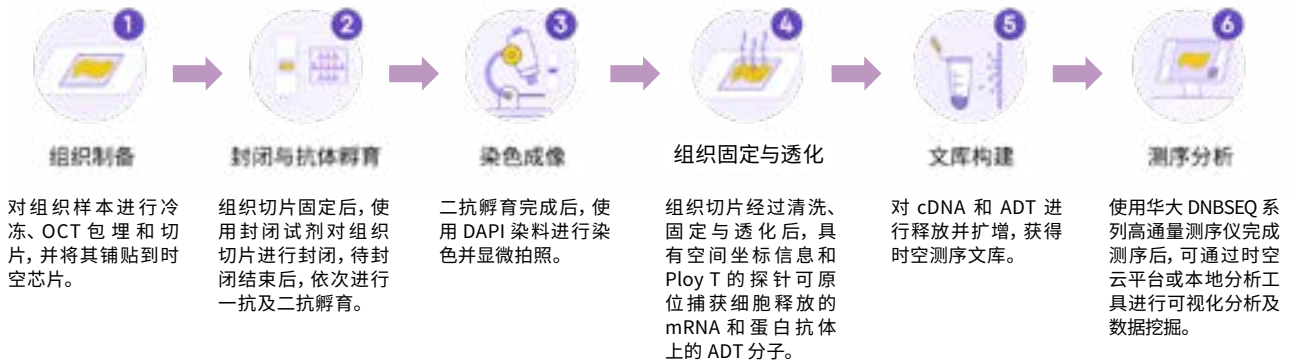 1
2
3
4
5
6
组织制备
封闭与抗体孵育
染色成像
组织固定与透化
文库构建
测序分析
对组织样本进行冷
冻、OCT 包埋和切
片，并将其铺贴到时
空芯片。
组织切片固定后，使
用封闭试剂对组织
切片进行封闭，待封
闭结束后，依次进行
一抗及二抗孵育。
二抗孵育完成后，使
用 DAPI 染料进行染
色并显微拍照。
组织切片经过清洗、
固定与透化后，具
有空间坐标信息和
Ploy T 的探针可原
位捕获细胞释放的
mRNA 和蛋白抗体
上的 ADT 分子。
对 cDNA 和 ADT 进
行释放并扩增，获得
时空测序文库。
使用华大 DNBSEQ 系
列高通量测序仪完成
测序后，可通过时空
云平台或本地分析工
具进行可视化分析及
数据挖掘。